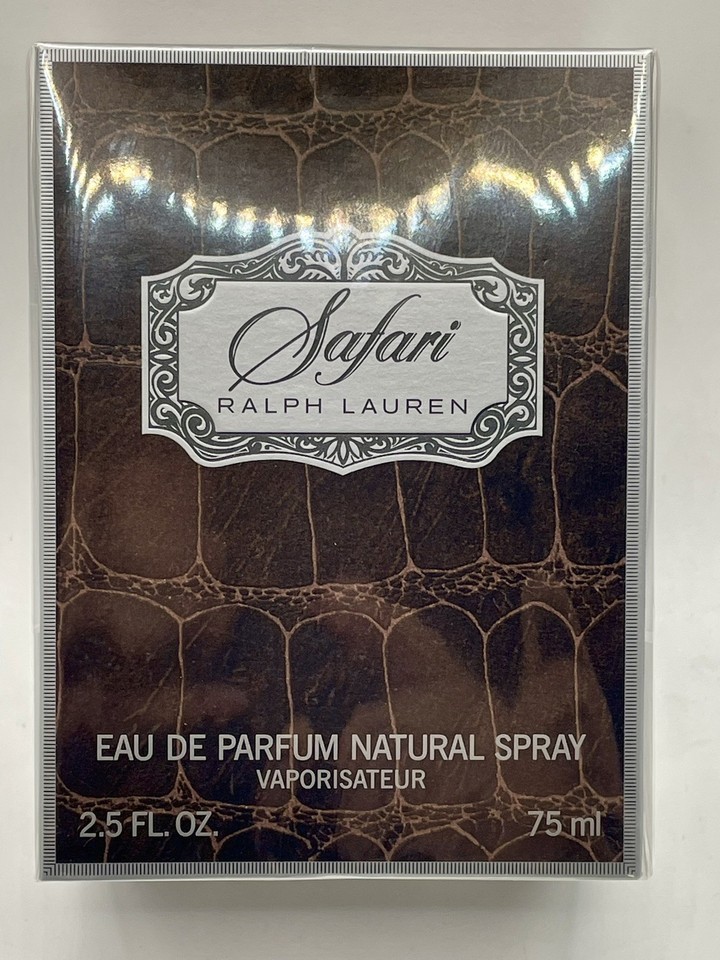 Safari
RALPH LAUREN
EAU DE PARFUM NATURAL SPRAY
VAPORISATEUR
2.5 FL. OZ. 75 ml